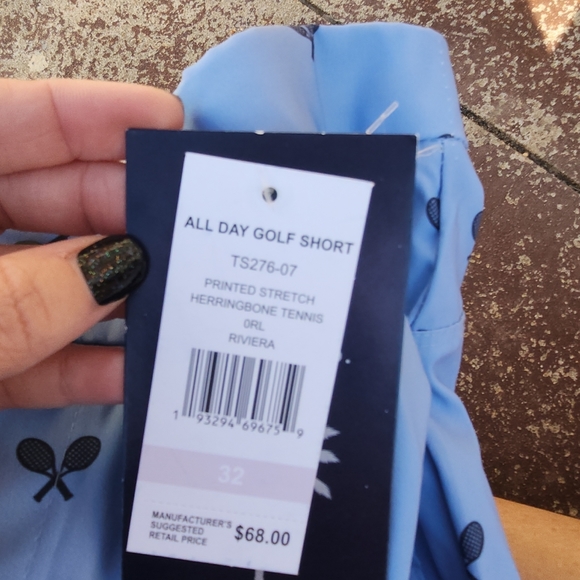 ALL DAY GOLF SHORT
TS276-07
PRINTED STRETCH
HERRINGBONE TENNIS
0RL
RIVIERA
1 93294 69675 9
32
MANUFACTURER'S
SUGGESTED
RETAIL PRICE $68.00